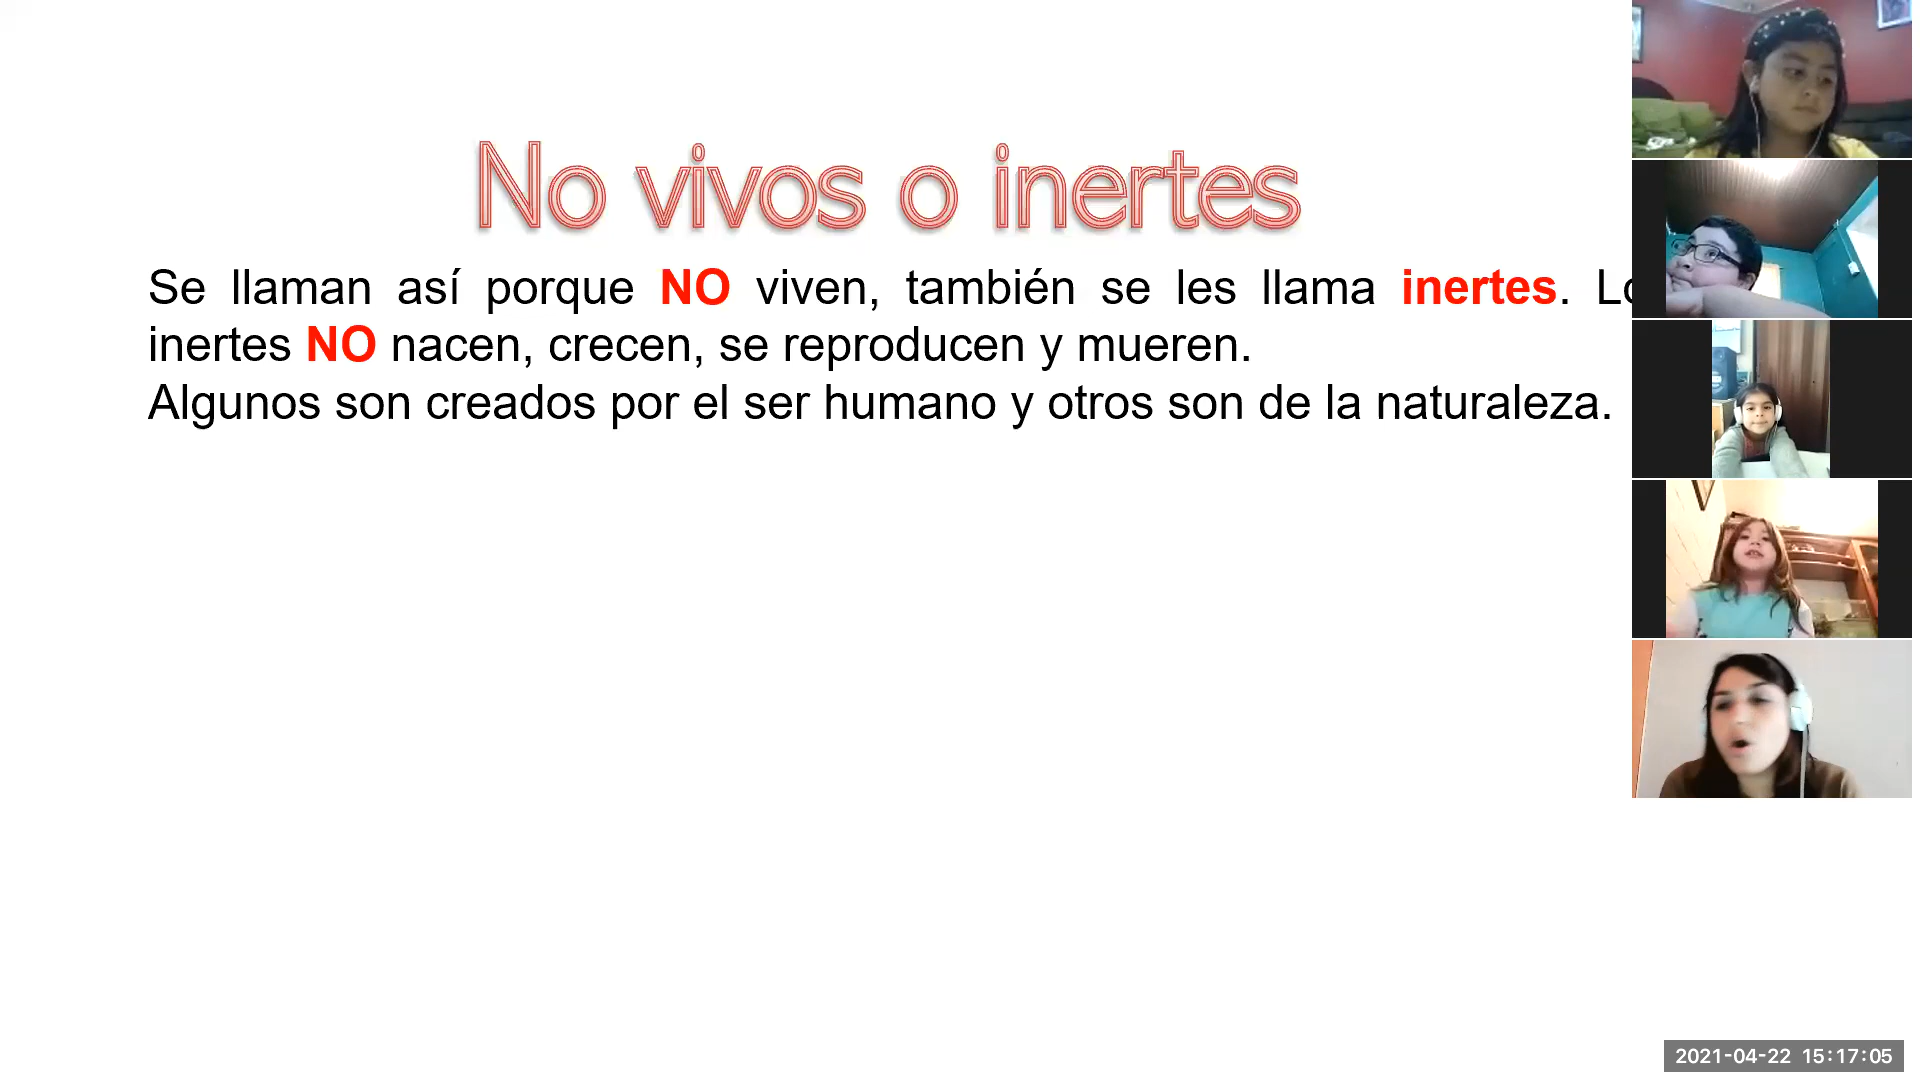 No vivos o inertes
Se llaman así porque NO viven, también se les llama inertes.
inertes NO nacen, crecen, se reproducen y mueren.
Algunos son creados por el ser humano y otros son de la naturaleza.
2021-04-22 15:17:05